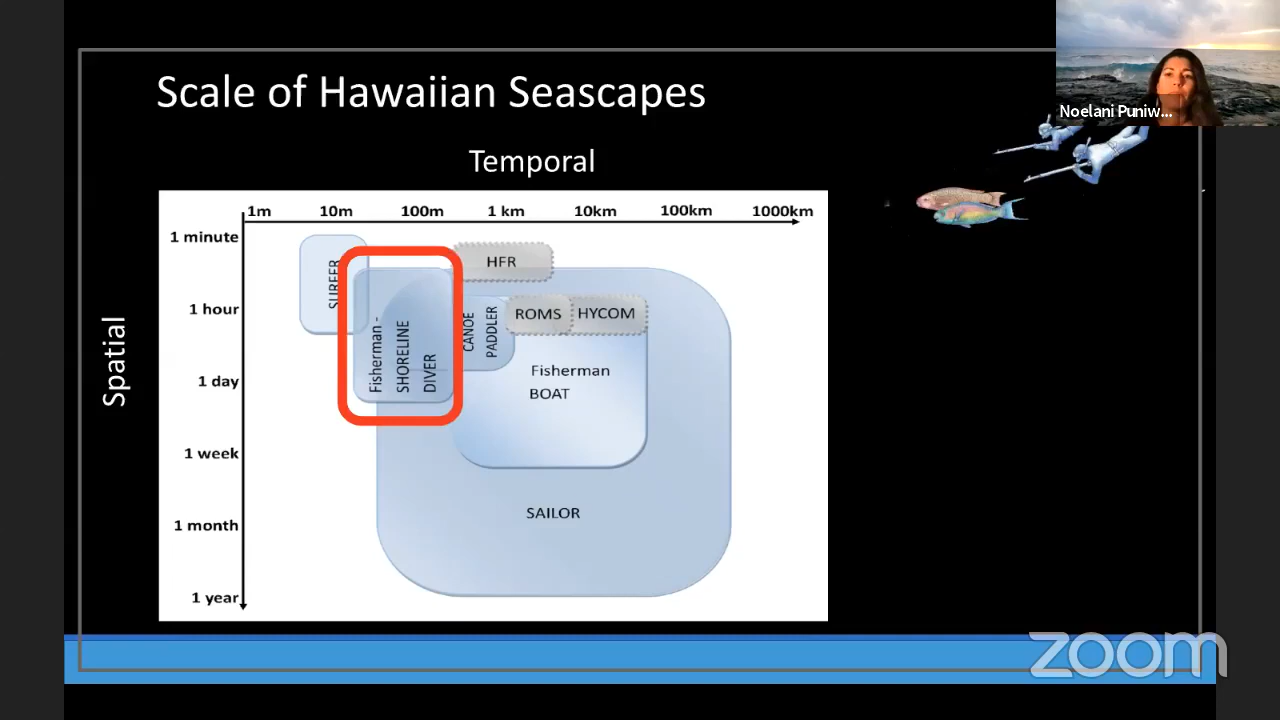 Scale of Hawaiian Seascapes
Noelani Puniw...
Temporal
Spatial
1m 10m 100m 1 km 10km 100km 1000km
1 minute
1 hour
1 day
1 week
1 month
1 year
SURFER
Fisherman -
SHORELINE
DIVER
HFR
CANOE
PADDLER
ROMS
HYCOM
Fisherman
BOAT
SAILOR
zoom